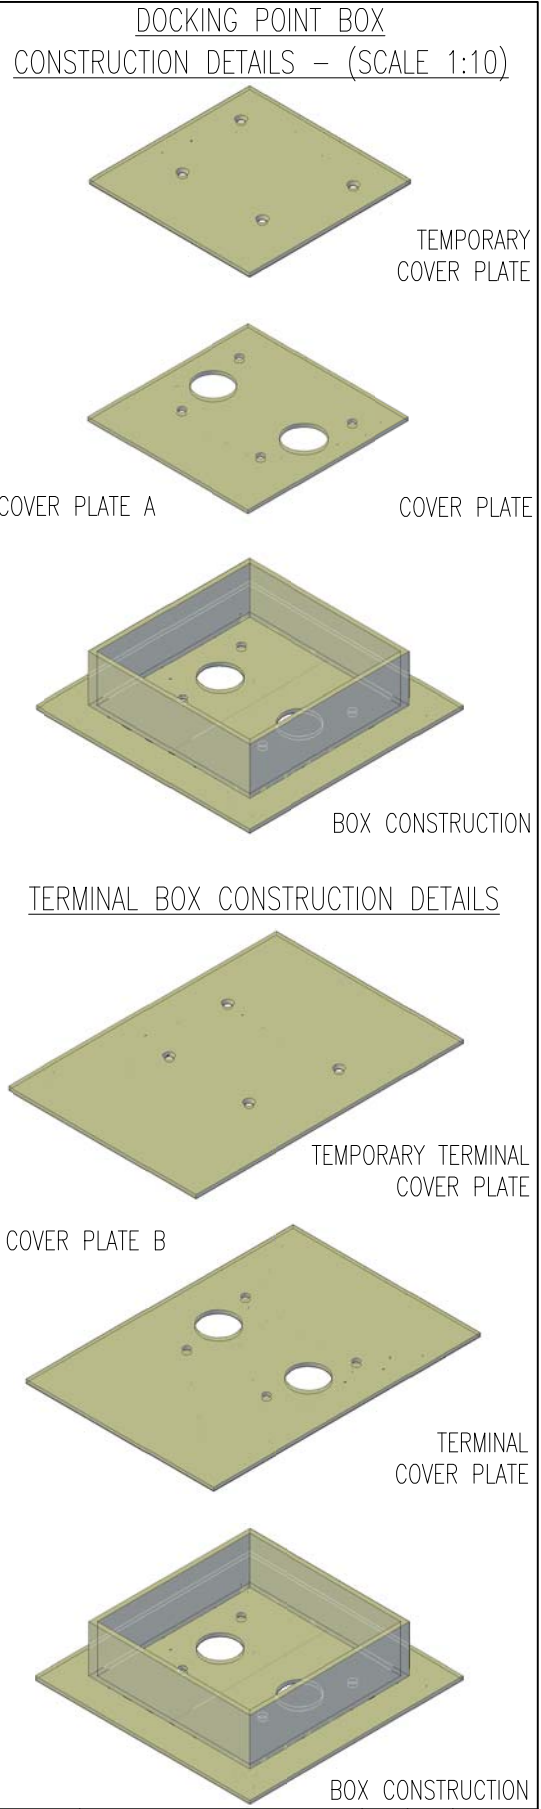 DOCKING POINT BOX
CONSTRUCTION DETAILS - (SCALE 1:10)
TEMPORARY
COVER PLATE
COVER PLATE A
COVER PLATE
BOX CONSTRUCTION
TERMINAL BOX CONSTRUCTION DETAILS
TEMPORARY TERMINAL
COVER PLATE
COVER PLATE B
TERMINAL
COVER PLATE
BOX CONSTRUCTION